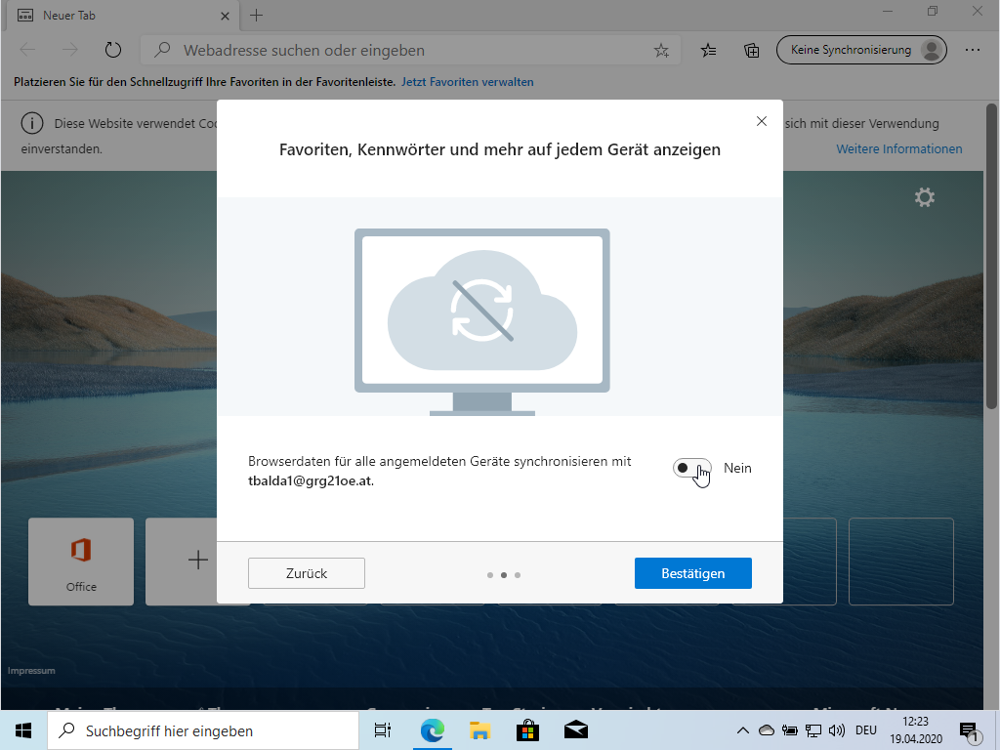 Neuer Tab
Webadresse suchen oder eingeben
Keine Synchronisierung
Platzieren Sie für den Schnellzugriff Ihre Favoriten in der Favoritenleiste. Jetzt Favoriten verwalten
Diese Website verwendet
sich mit dieser Verwendung
einverstanden.
Weitere Informationen
Favoriten, Kennwörter und mehr auf jedem Gerät anzeigen
Browserdaten für alle angemeldeten Geräte synchronisieren mit
tbalda1@grg21oe.at.
Nein
Zurück
Bestätigen
Office
Impressum
Suchbegriff hier eingeben
DEU
12:23
19.04.2020
1